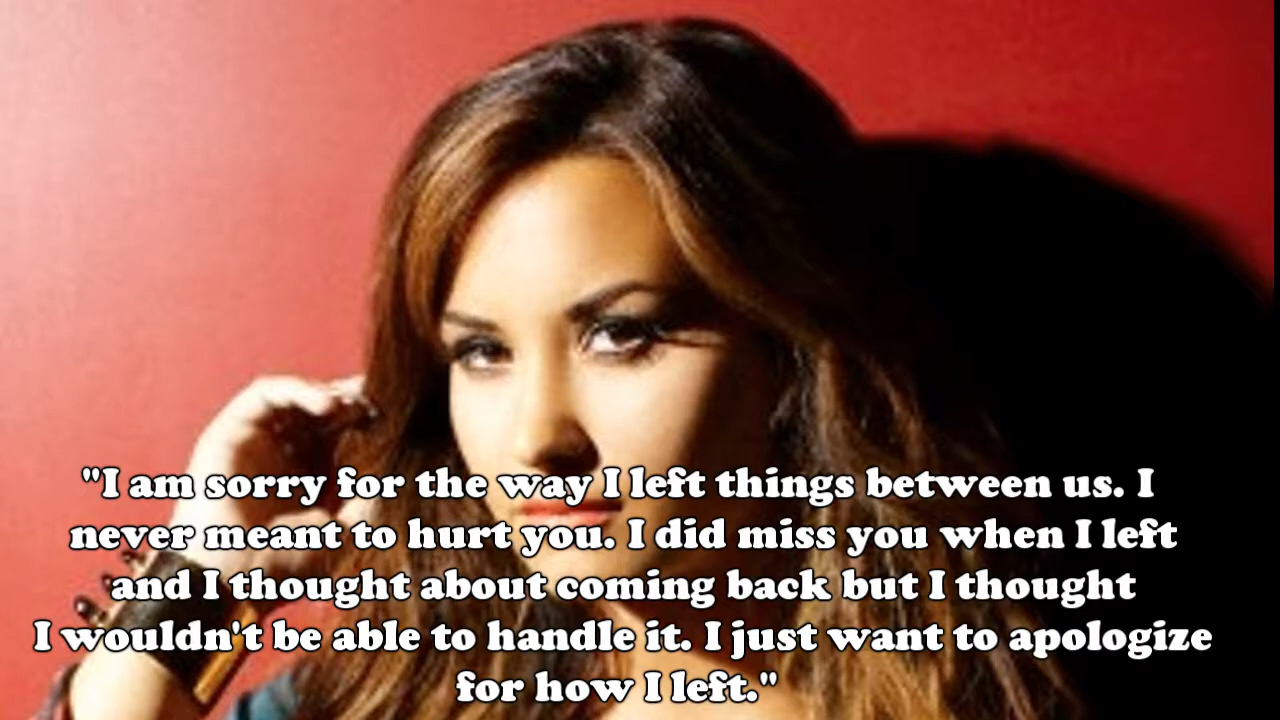 "I am sorry for the way I left things between us. I
never meant to hurt you. I did miss you when I left
and I thought about coming back but I thought
I wouldn't be able to handle it. I just want to apologize
for how I left."